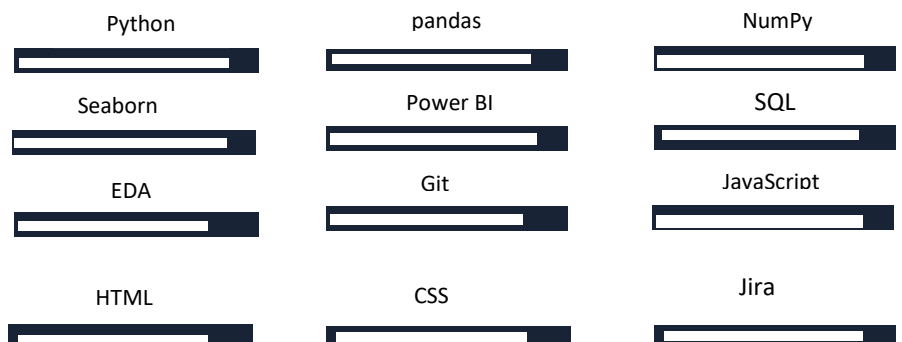 Python pandas NumPy
Seaborn Power BI SQL
EDA Git JavaScript
HTML CSS Jira